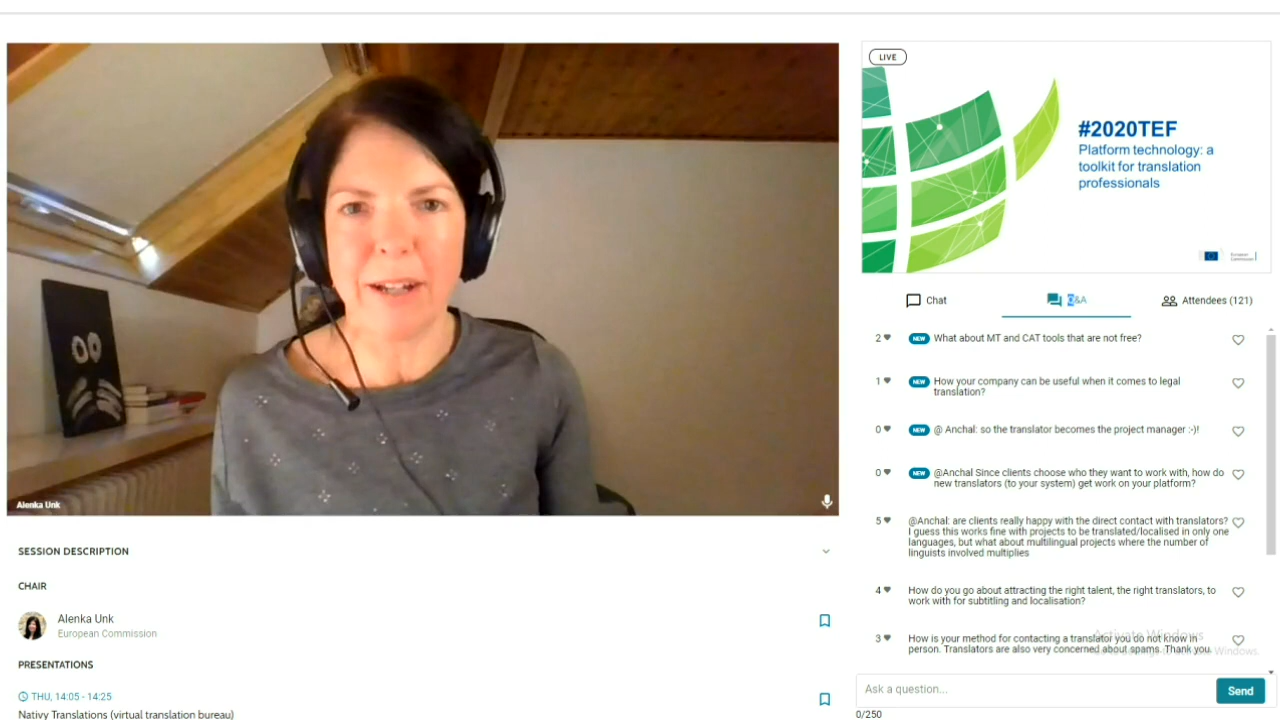 Alenka Unk
SESSION DESCRIPTION
CHAIR
Alenka Unk
European Commission
PRESENTATIONS
THU, 14:05 - 14:25
Nativy Translations (virtual translation bureau)
LIVE
#2020TEF
Platform technology: a
toolkit for translation
professionals
European
Commission
Chat
Q&A
Attendees (121)
2
NEW What about MT and CAT tools that are not free?
1
NEW How your company can be useful when it comes to legal
translation?
0
NEW @ Anchal: so the translator becomes the project manager :-)!
0
NEW @Anchal Since clients choose who they want to work with, how do
new translators (to your system) get work on your platform?
5
@Anchal: are clients really happy with the direct contact with translators?
I guess this works fine with projects to be translated/localised in only one
languages, but what about multilingual projects where the number of
linguists involved multiplies
4
How do you go about attracting the right talent, the right translators, to
work with for subtitling and localisation?
3
How is your method for contacting a translator you do not know in
person. Translators are also very concerned about spams. Thank you.
Activate Windows
Windows.
Ask a question...
Send
0/250